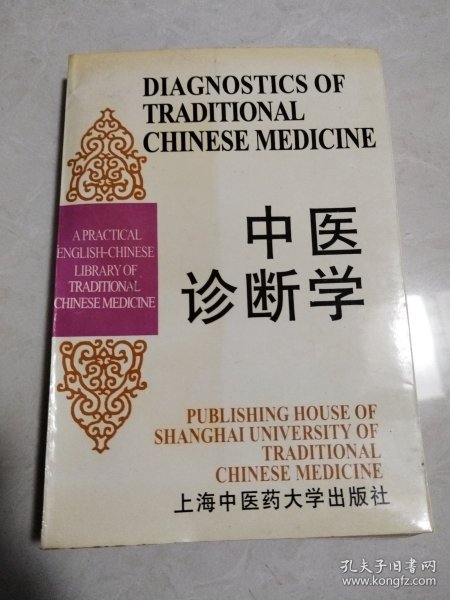 DIAGNOSTICS OF
TRADITIONAL
CHINESE MEDICINE
A PRACTICAL
ENGLISH-CHINESE
LIBRARY OF
TRADITIONAL
CHINESE MEDICINE
中医
诊断学
PUBLISHING HOUSE OF
SHANGHAI UNIVERSITY OF
TRADITIONAL
CHINESE MEDICINE
上海中医药大学出版社
孔夫子旧书网
www.kongfz.com